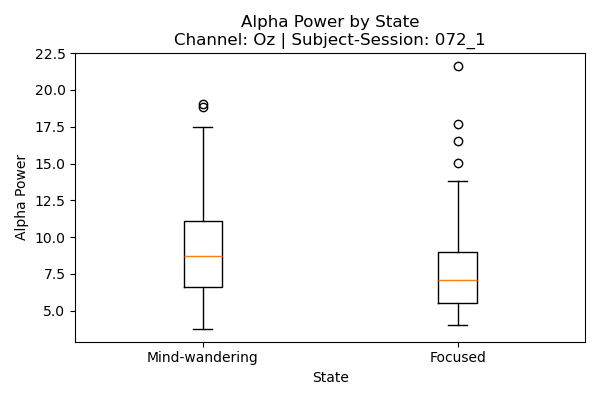 Alpha Power by State
Channel: Oz | Subject-Session: 072_1
22.5
20.0
17.5
15.0
12.5
10.0
7.5
5.0
Alpha Power
Mind-wandering
Focused
State